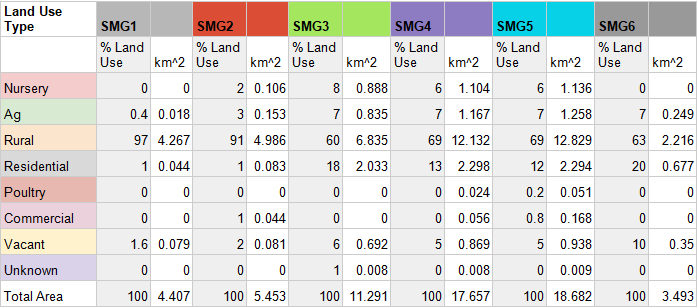 Land Use Type SMG1 SMG2 SMG3 SMG4 SMG5 SMG6
% Land Use km^2 % Land Use km^2 % Land Use km^2 % Land Use km^2 % Land Use km^2 % Land Use km^2
Nursery 0 0 2 0.106 8 0.888 6 1.104 6 1.136 0 0
Ag 0.4 0.018 3 0.153 7 0.835 7 1.167 7 1.258 7 0.249
Rural 97 4.267 91 4.986 60 6.835 69 12.132 69 12.829 63 2.216
Residential 1 0.044 1 0.083 18 2.033 13 2.298 12 2.294 20 0.677
Poultry 0 0 0 0 0 0 0 0.024 0.2 0.051 0 0
Commercial 0 0 1 0.044 0 0 0 0.056 0.8 0.168 0 0
Vacant 1.6 0.079 2 0.081 6 0.692 5 0.869 5 0.938 10 0.35
Unknown 0 0 0 0 1 0.008 0 0.008 0 0.009 0 0
Total Area 100 4.407 100 5.453 100 11.291 100 17.657 100 18.682 100 3.493